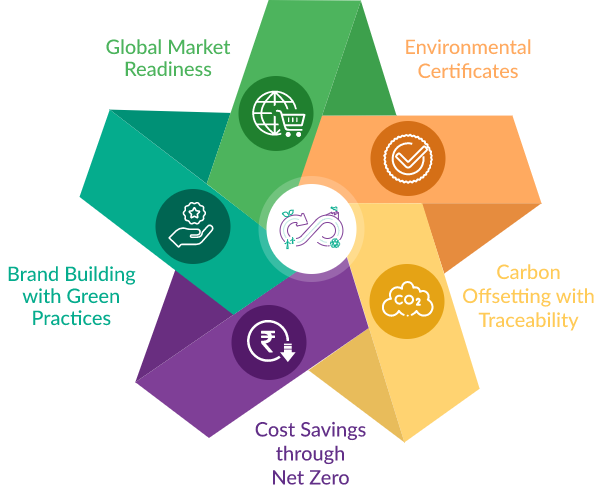 Global Market
Readiness
Environmental
Certificates
Carbon
Offsetting with
Traceability
CO2
Cost Savings
through
Net Zero
₹
Brand Building
with Green
Practices